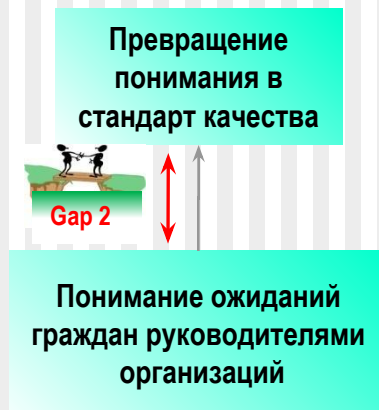 Превращение
понимания в
стандарт качества
Gap 2
Понимание ожиданий
граждан руководителями
организаций